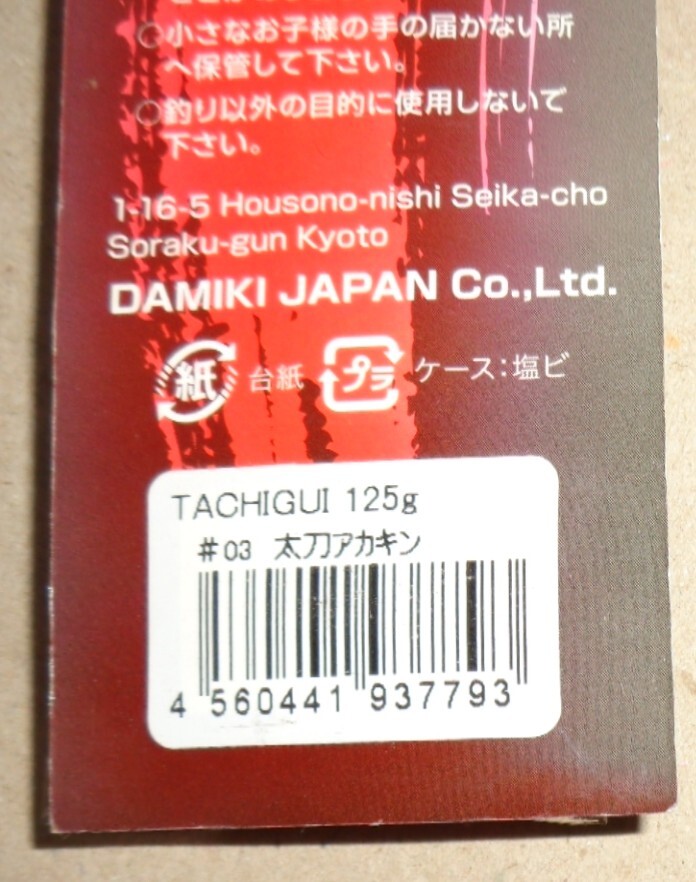 ○小さなお子様の手の届かない所
へ保管して下さい。
○釣り以外の目的に使用しないで
下さい。
1-16-5 Housono-nishi Seika-cho
Soraku-gun Kyoto
DAMIKI JAPAN Co.,Ltd.
紙 台紙 プラ ケース:塩ビ
TACHIGUI 125g
#03 太刀アカキン
4 560441 937793